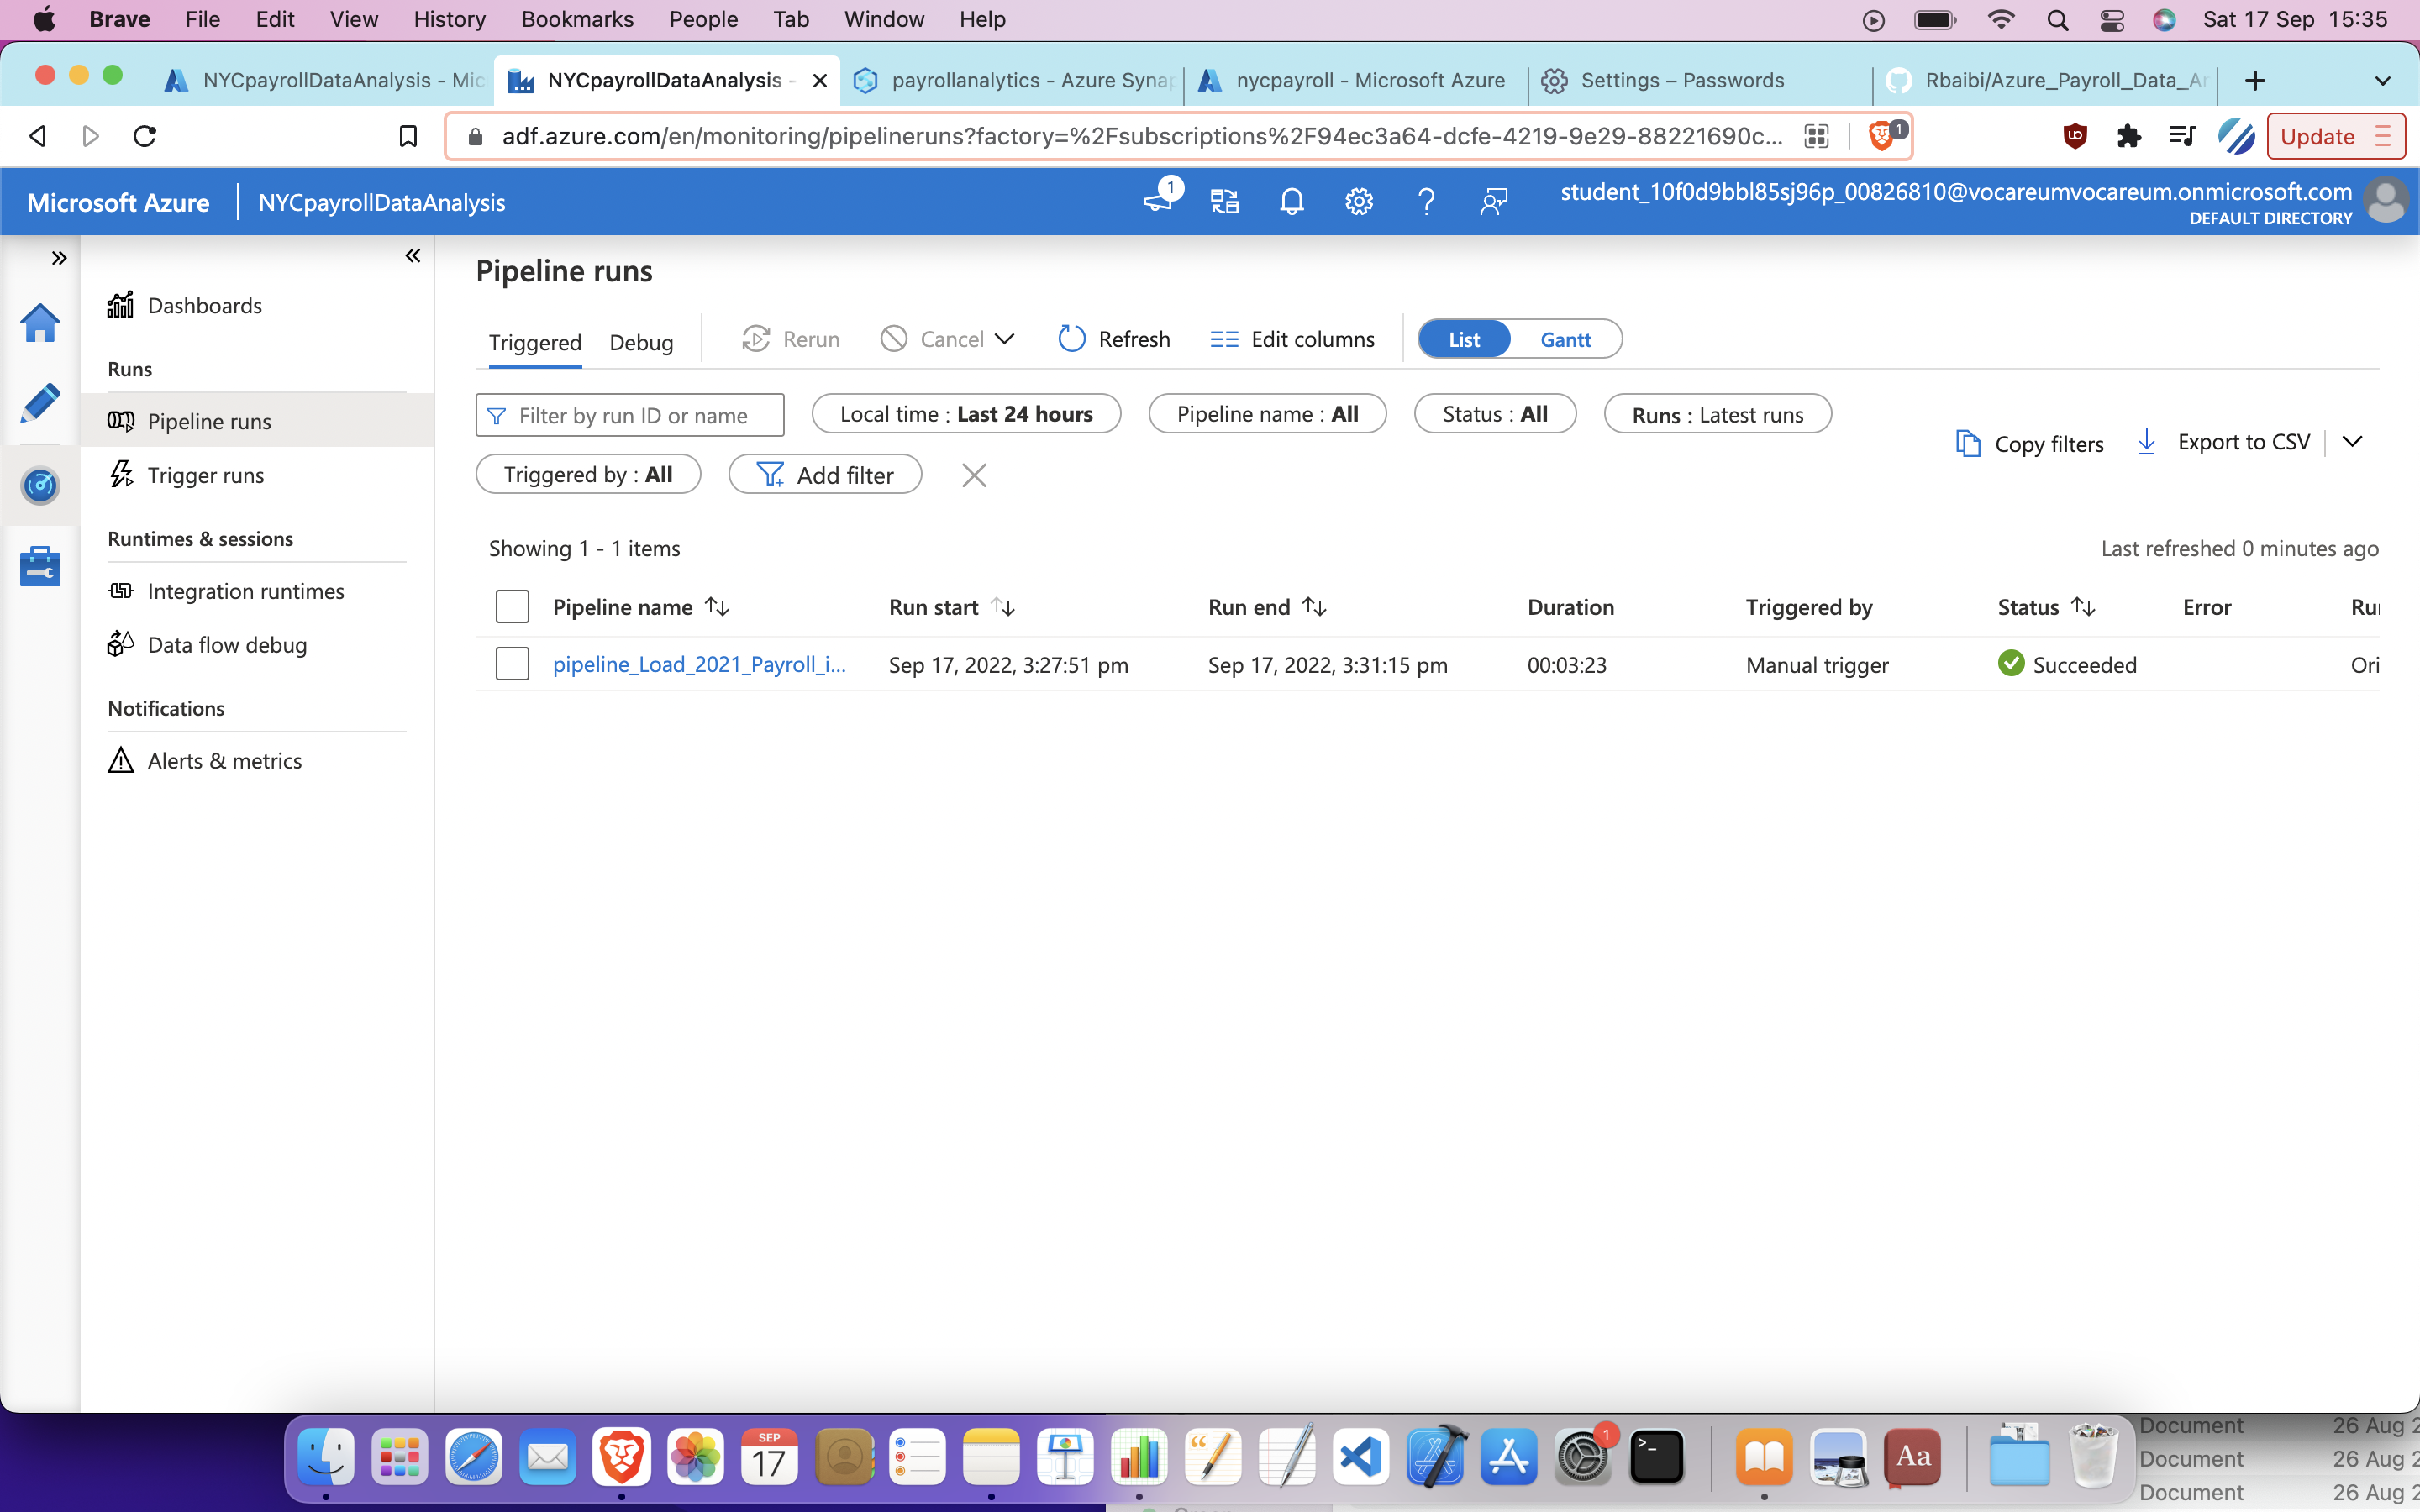 Brave File Edit View History Bookmarks People Tab Window Help Sat 17 Sep 15:35
NYCpayrollDataAnalysis - Mic NYCpayrollDataAnalysis - payrollanalytics - Azure Synap nycpayroll - Microsoft Azure Settings – Passwords Rbaibi/Azure_Payroll_Data_Ar
adf.azure.com/en/monitoring/pipelineruns?factory=%2Fsubscriptions%2F94ec3a64-dcfe-4219-9e29-88221690c... 1 Update
Microsoft Azure NYCpayrollDataAnalysis 1 student_10f0d9bbl85sj96p_00826810@vocareumvocareum.onmicrosoft.com
DEFAULT DIRECTORY
Dashboards
Runs
Pipeline runs
Trigger runs
Runtimes & sessions
Integration runtimes
Data flow debug
Notifications
Alerts & metrics
Pipeline runs
Triggered Debug Rerun Cancel Refresh Edit columns List Gantt
Filter by run ID or name Local time : Last 24 hours Pipeline name : All Status : All Runs : Latest runs
Copy filters Export to CSV
Triggered by : All Add filter
Showing 1 - 1 items Last refreshed 0 minutes ago
Pipeline name Run start Run end Duration Triggered by Status Error Ru
pipeline_Load_2021_Payroll_i... Sep 17, 2022, 3:27:51 pm Sep 17, 2022, 3:31:15 pm 00:03:23 Manual trigger Succeeded Ori
SEP
17
1
Aa
Document 26 Aug 2
Document 26 Aug 2
Document 26 Aug 2